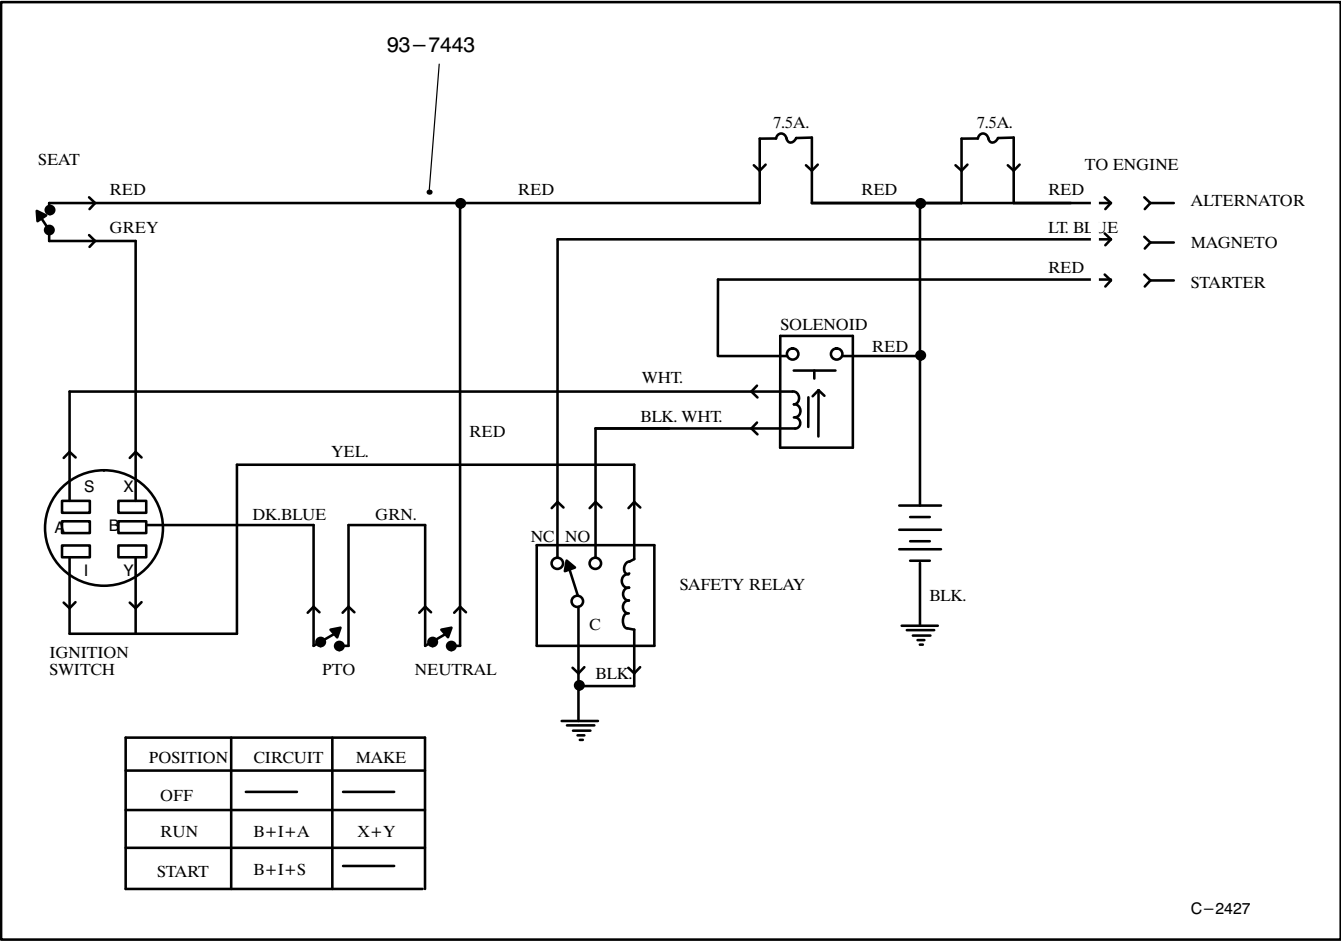 93-7443
7.5A.
7.5A.
SEAT
TO ENGINE
RED
RED
RED
RED
ALTERNATOR
GREY
LT. BLUE
MAGNETO
RED
STARTER
SOLENOID
RED
WHT.
BLK. WHT.
RED
YEL.
S X
DK.BLUE
GRN.
A B
NC NO
I Y
SAFETY RELAY
BLK.
C
IGNITION
SWITCH
PTO
NEUTRAL
BLK.
POSITION CIRCUIT MAKE
OFF
RUN B+I+A X+Y
START B+I+S
C-2427